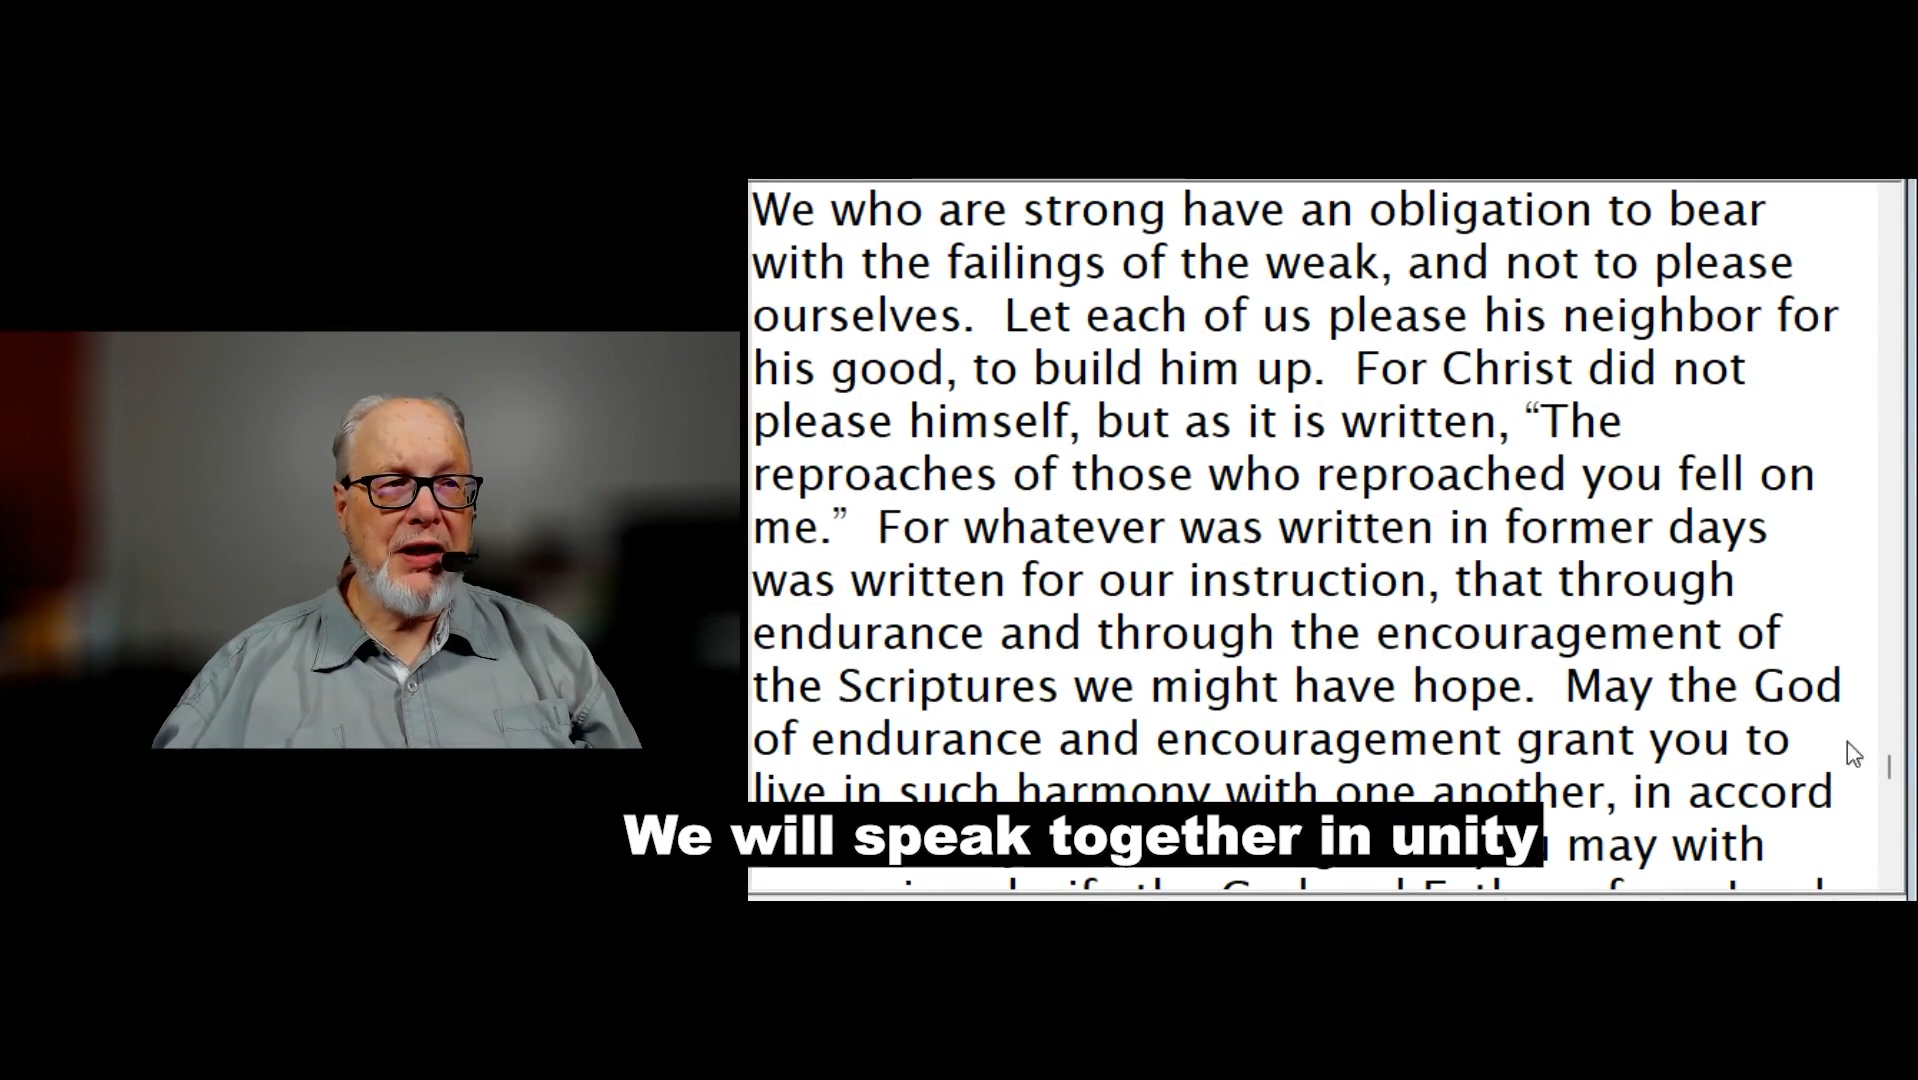 We who are strong have an obligation to bear
with the failings of the weak, and not to please
ourselves.  Let each of us please his neighbor for
his good, to build him up.  For Christ did not
please himself, but as it is written, “The
reproaches of those who reproached you fell on
me.”  For whatever was written in former days
was written for our instruction, that through
endurance and through the encouragement of
the Scriptures we might have hope.  May the God
of endurance and encouragement grant you to
live in such harmony with one another, in accord
may with
We will speak together in unity